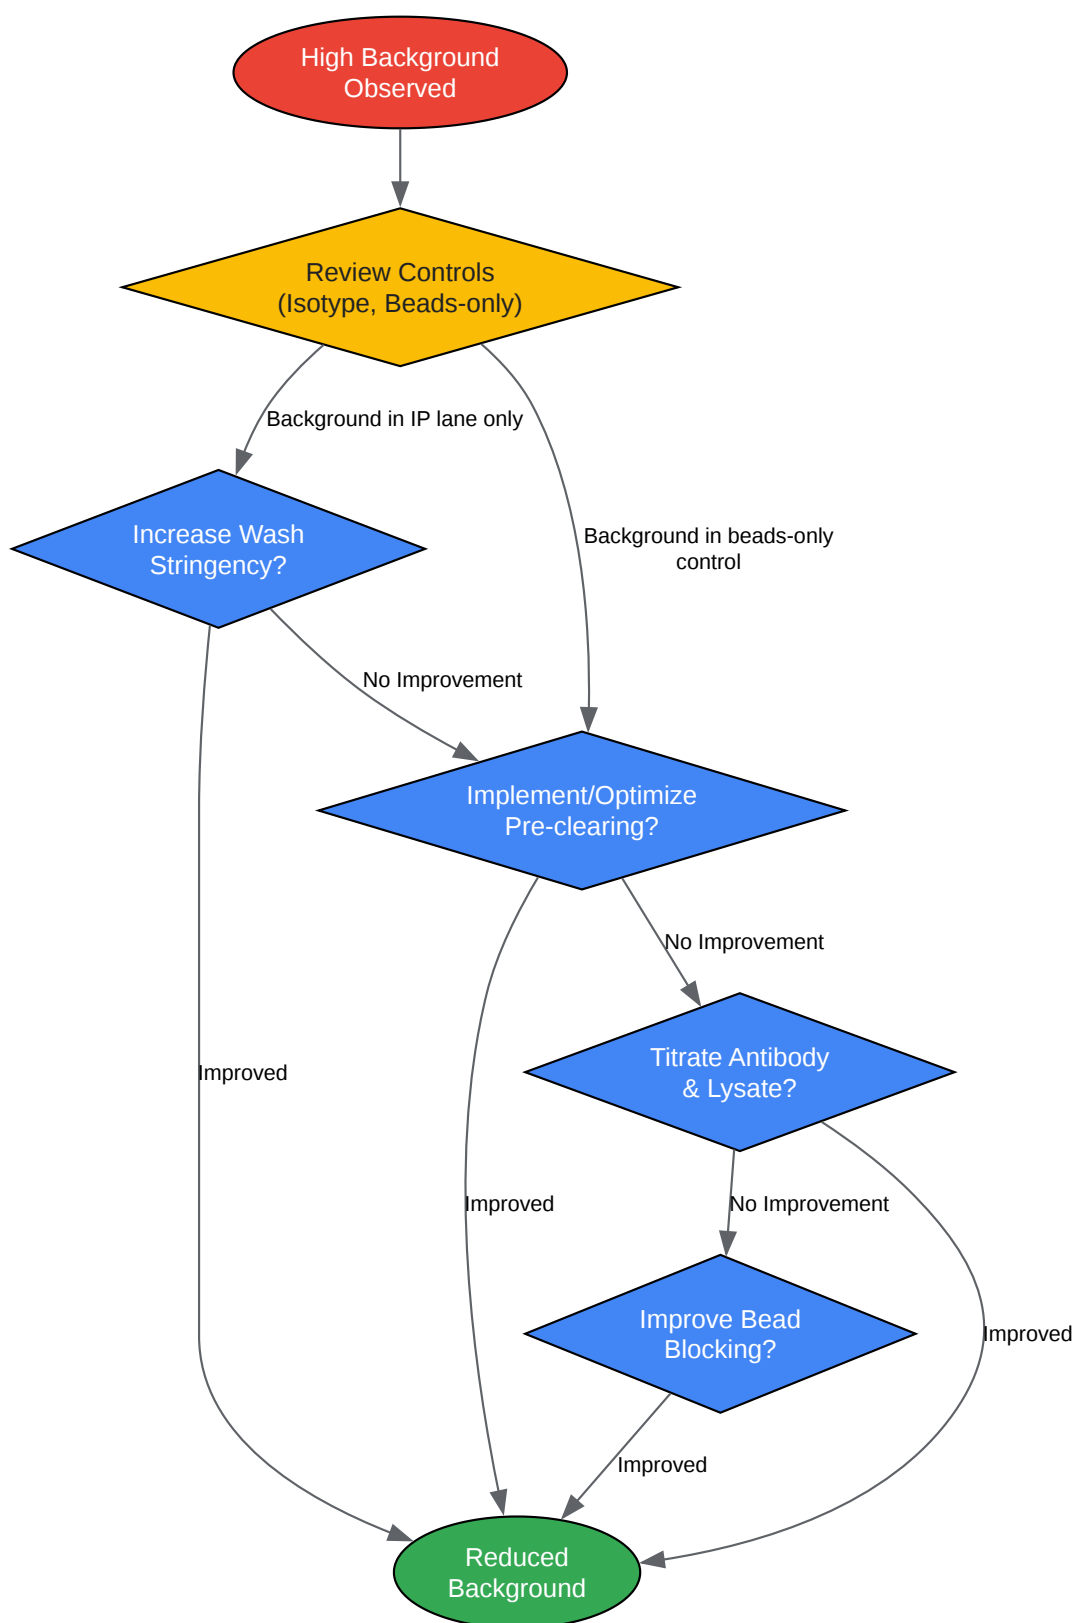 High Background
Observed
Review Controls
(Isotype, Beads-only)
Background in IP lane only
Increase Wash
Stringency?
Background in beads-only
control
No Improvement
Implement/Optimize
Pre-clearing?
No Improvement
Titrate Antibody
& Lysate?
Improved
Improved
No Improvement
Improve Bead
Blocking?
Improved
Improved
Reduced
Background